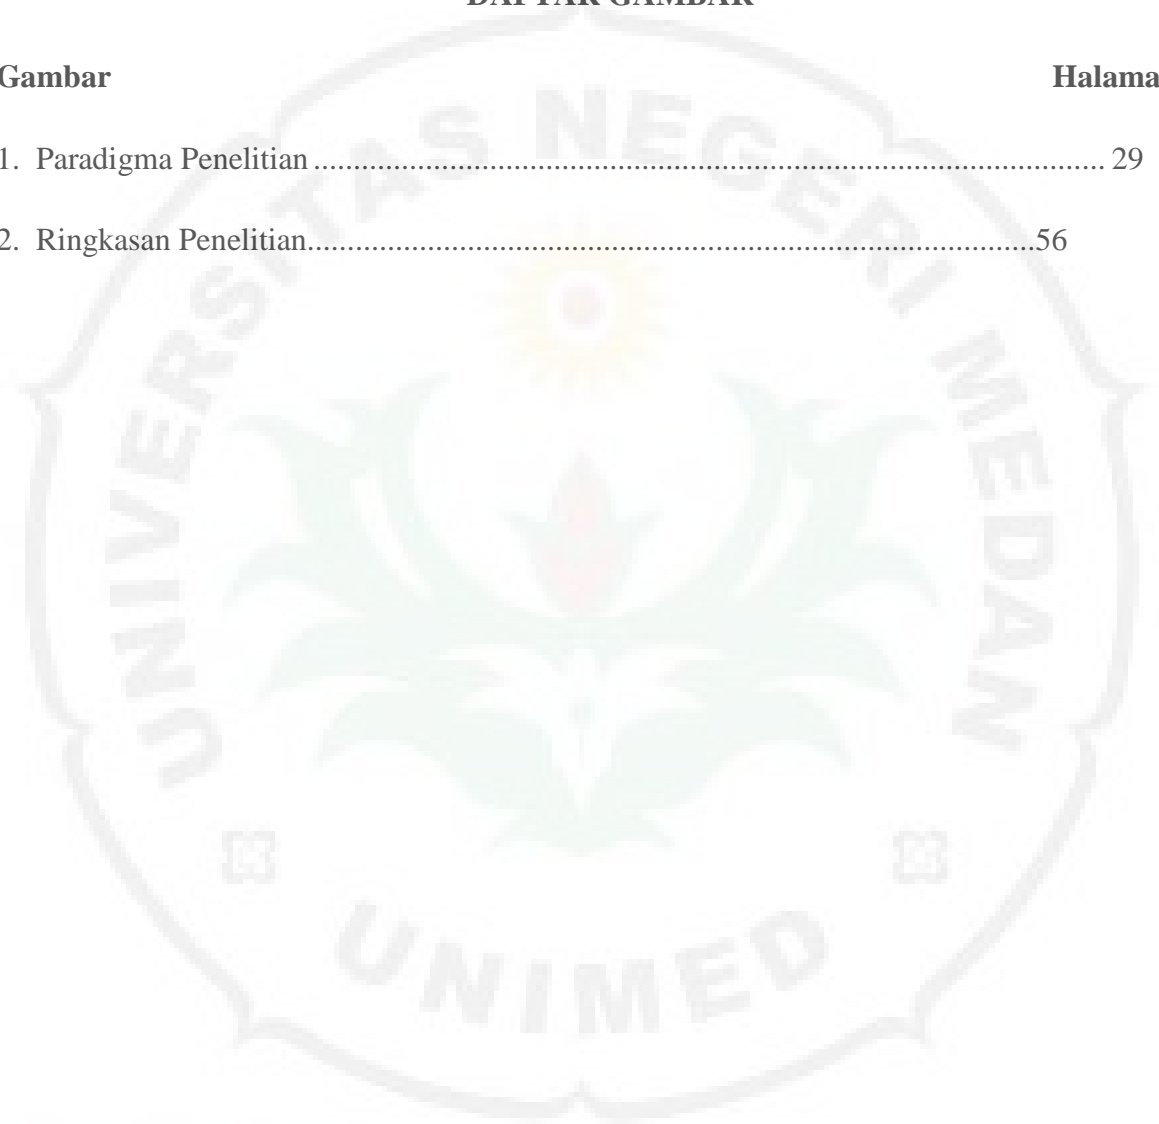 DAFTAR GAMBAR
Gambar Halama
1. Paradigma Penelitian ........................................................................................ 29
2. Ringkasan Penelitian.................................................................................56
UNIVERSITAS NEGERI MEDAN
UNIMED